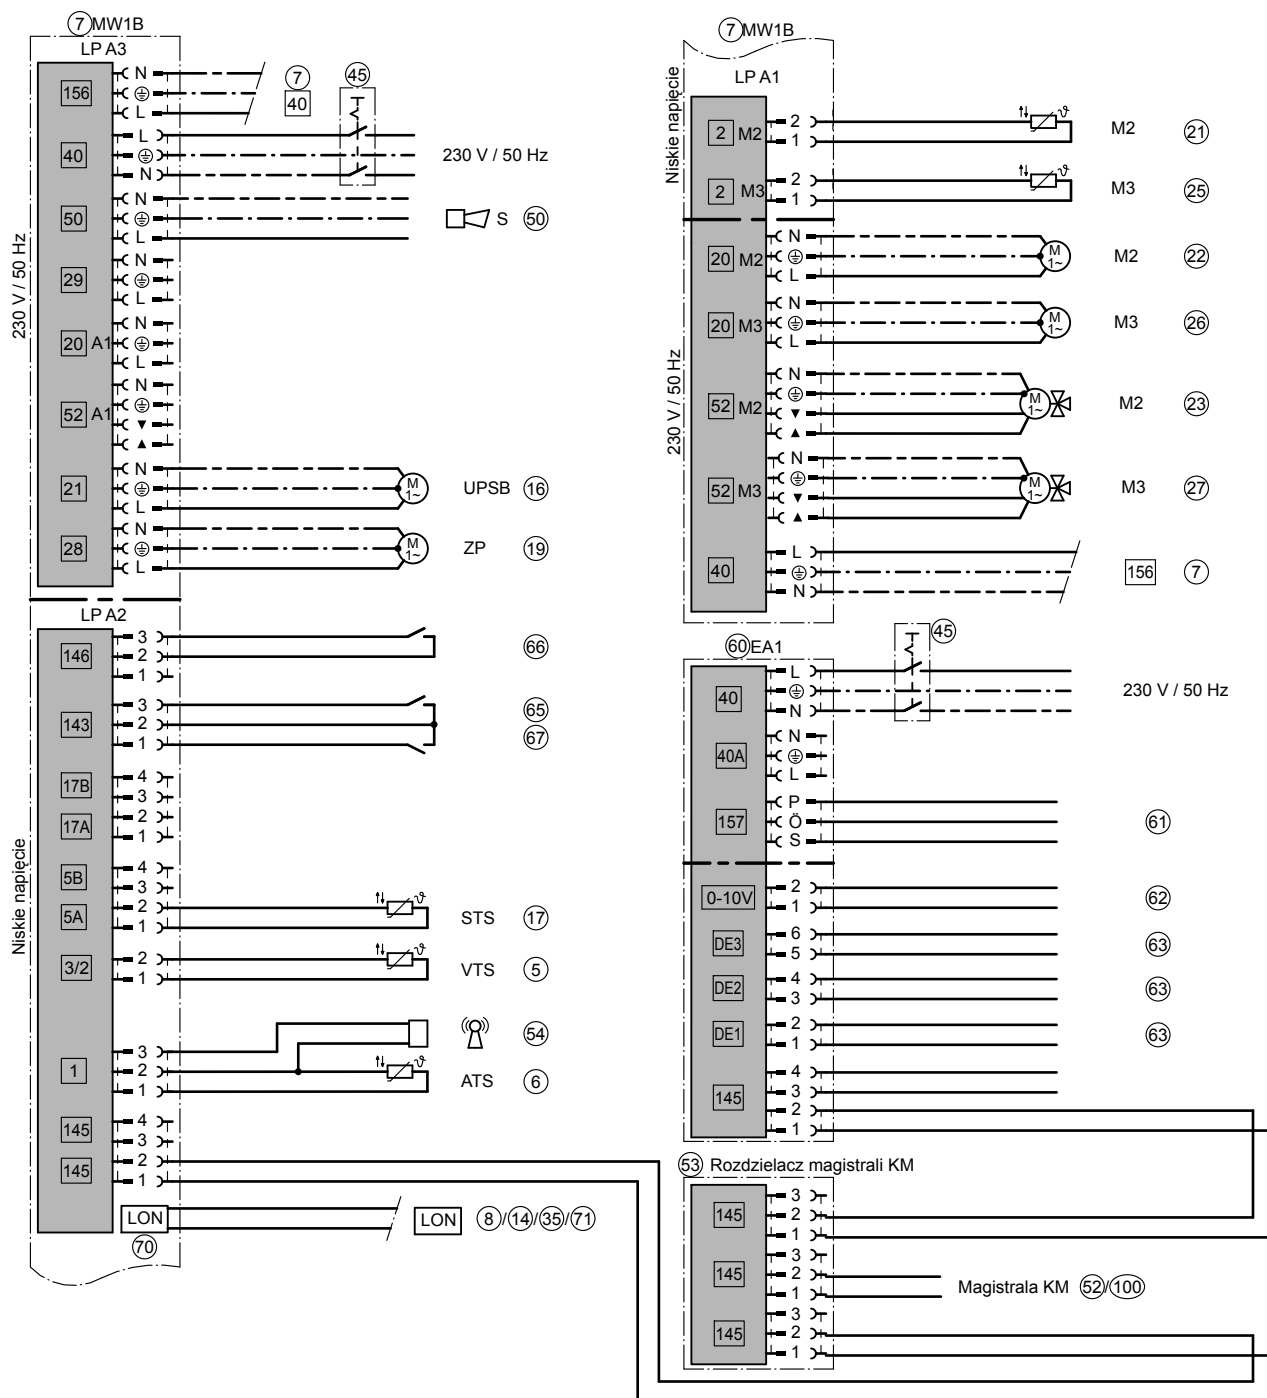 7 MW1B
LP A3
230 V / 50 Hz
156
N
L
7
40
45
40
L
N
230 V / 50 Hz
50
N
L
S 50
29
N
L
20 A1
N
L
52 A1
N
▼
▲
21
N
L
M
1~
UPSB 16
28
N
L
M
1~
ZP 19
LP A2
Niskie napięcie
146
3
2
1
66
143
3
2
1
65
67
17B
4
3
17A
2
1
5B
4
3
5A
2
1
ϑ
STS 17
3/2
2
1
ϑ
VTS 5
54
1
3
2
1
ϑ
ATS 6
145
4
3
145
2
1
LON
LON 8/14/35/71
70
7 MW1B
LP A1
Niskie napięcie
2 M2
2
1
ϑ
M2 21
2 M3
2
1
ϑ
M3 25
230 V / 50 Hz
20 M2
N
L
M
1~
M2 22
20 M3
N
L
M
1~
M3 26
52 M2
N
▼
▲
M
1~
M2 23
52 M3
N
▼
▲
M
1~
M3 27
40
L
N
156 7
60 EA1
45
40
L
N
230 V / 50 Hz
40A
N
L
157
P
Ö
S
61
0-10V
2
1
62
DE3
6
5
63
DE2
4
3
63
DE1
2
1
63
145
4
3
2
1
53 Rozdzielacz magistrali KM
145
3
2
1
145
3
2
1
Magistrala KM 52/100
145
3
2
1